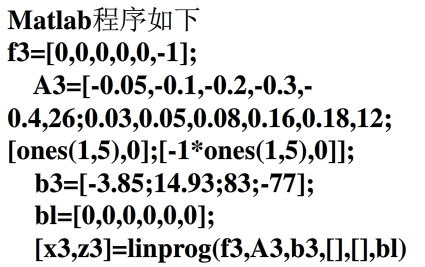 Matlab程序如下
f3=[0,0,0,0,0,-1];
A3=[-0.05,-0.1,-0.2,-0.3,-
0.4,26;0.03,0.05,0.08,0.16,0.18,12;
[ones(1,5),0];[-1*ones(1,5),0]];
b3=[-3.85;14.93;83;-77];
bl=[0,0,0,0,0,0];
[x3,z3]=linprog(f3,A3,b3,[],[],bl)